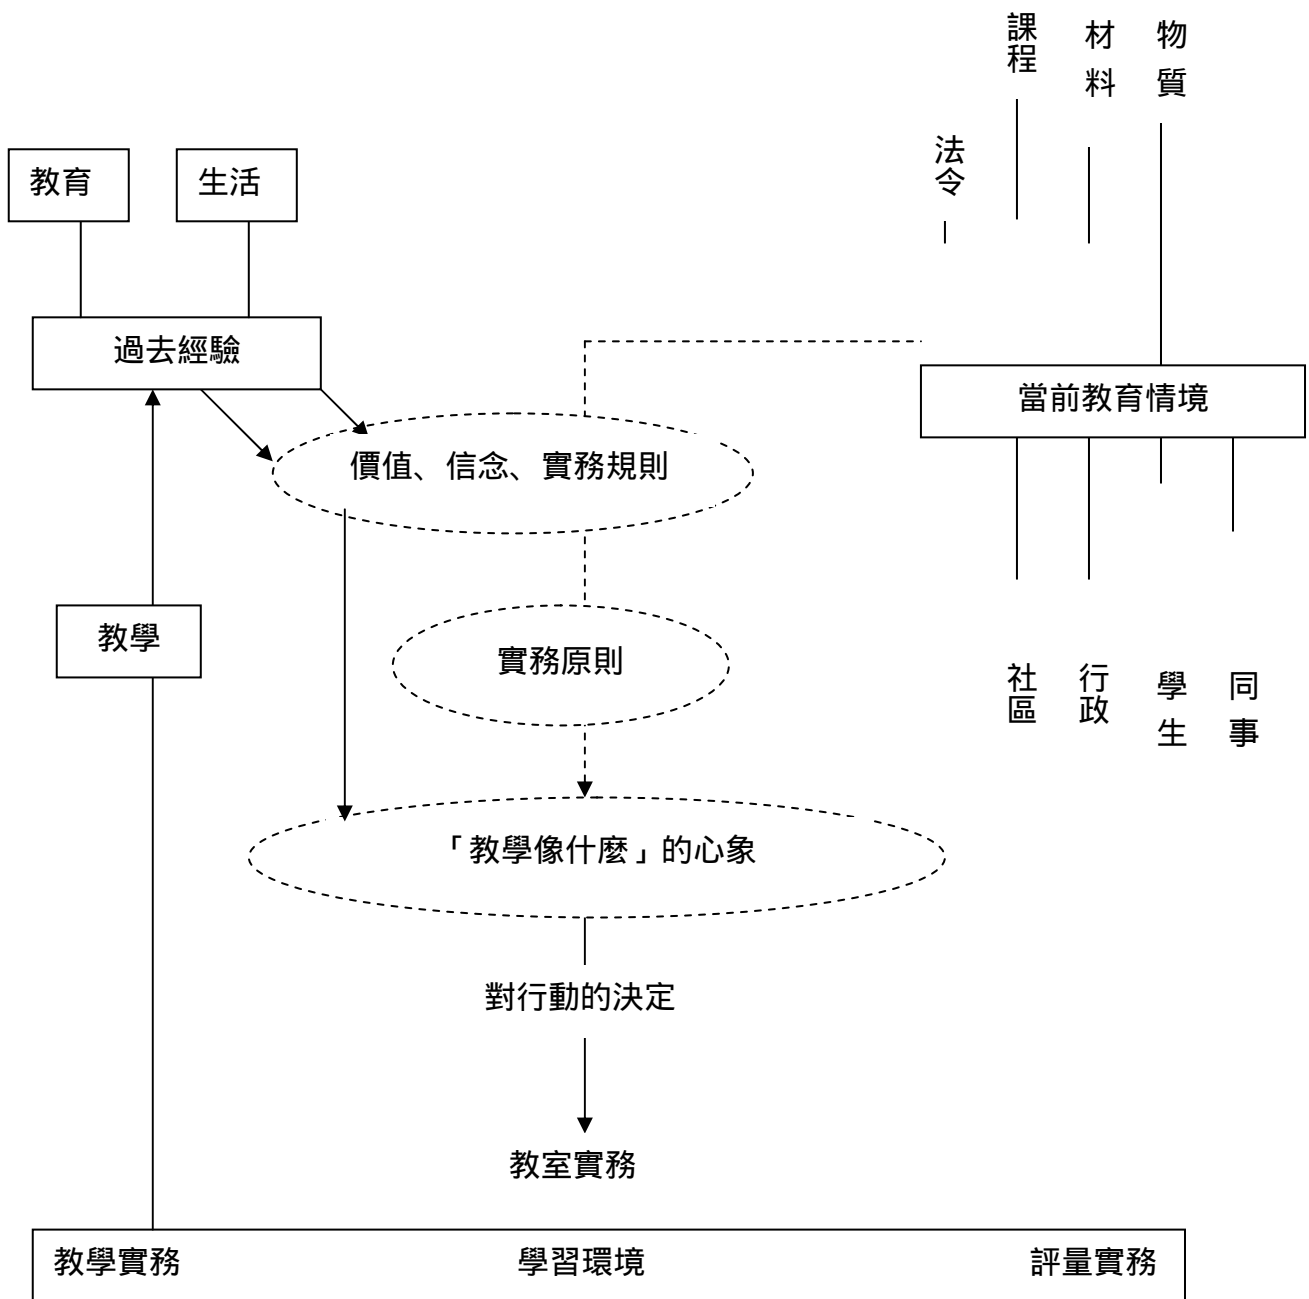 課程
材料
物質
法令
教育
生活
過去經驗
當前教育情境
價值、信念、實務規則
教學
實務原則
社區
行政
學生
同事
「教學像什麼」的心象
對行動的決定
教室實務
教學實務 學習環境 評量實務